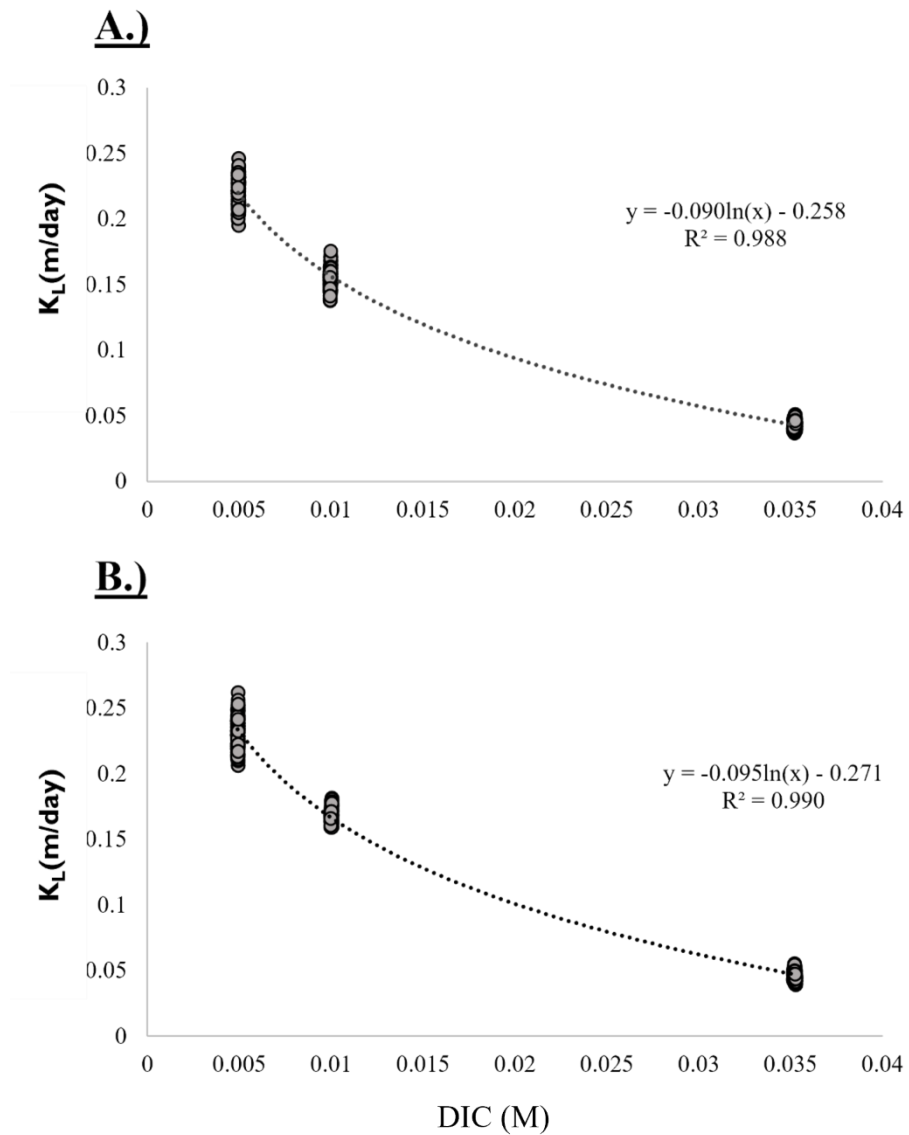 A.)
0.3
0.25
0.2
0.15
0.1
0.05
0
K_L(m/day)
y = -0.090ln(x) - 0.258
R² = 0.988
0 0.005 0.01 0.015 0.02 0.025 0.03 0.035 0.04
B.)
0.3
0.25
0.2
0.15
0.1
0.05
0
K_L(m/day)
y = -0.095ln(x) - 0.271
R² = 0.990
0 0.005 0.01 0.015 0.02 0.025 0.03 0.035 0.04
DIC (M)